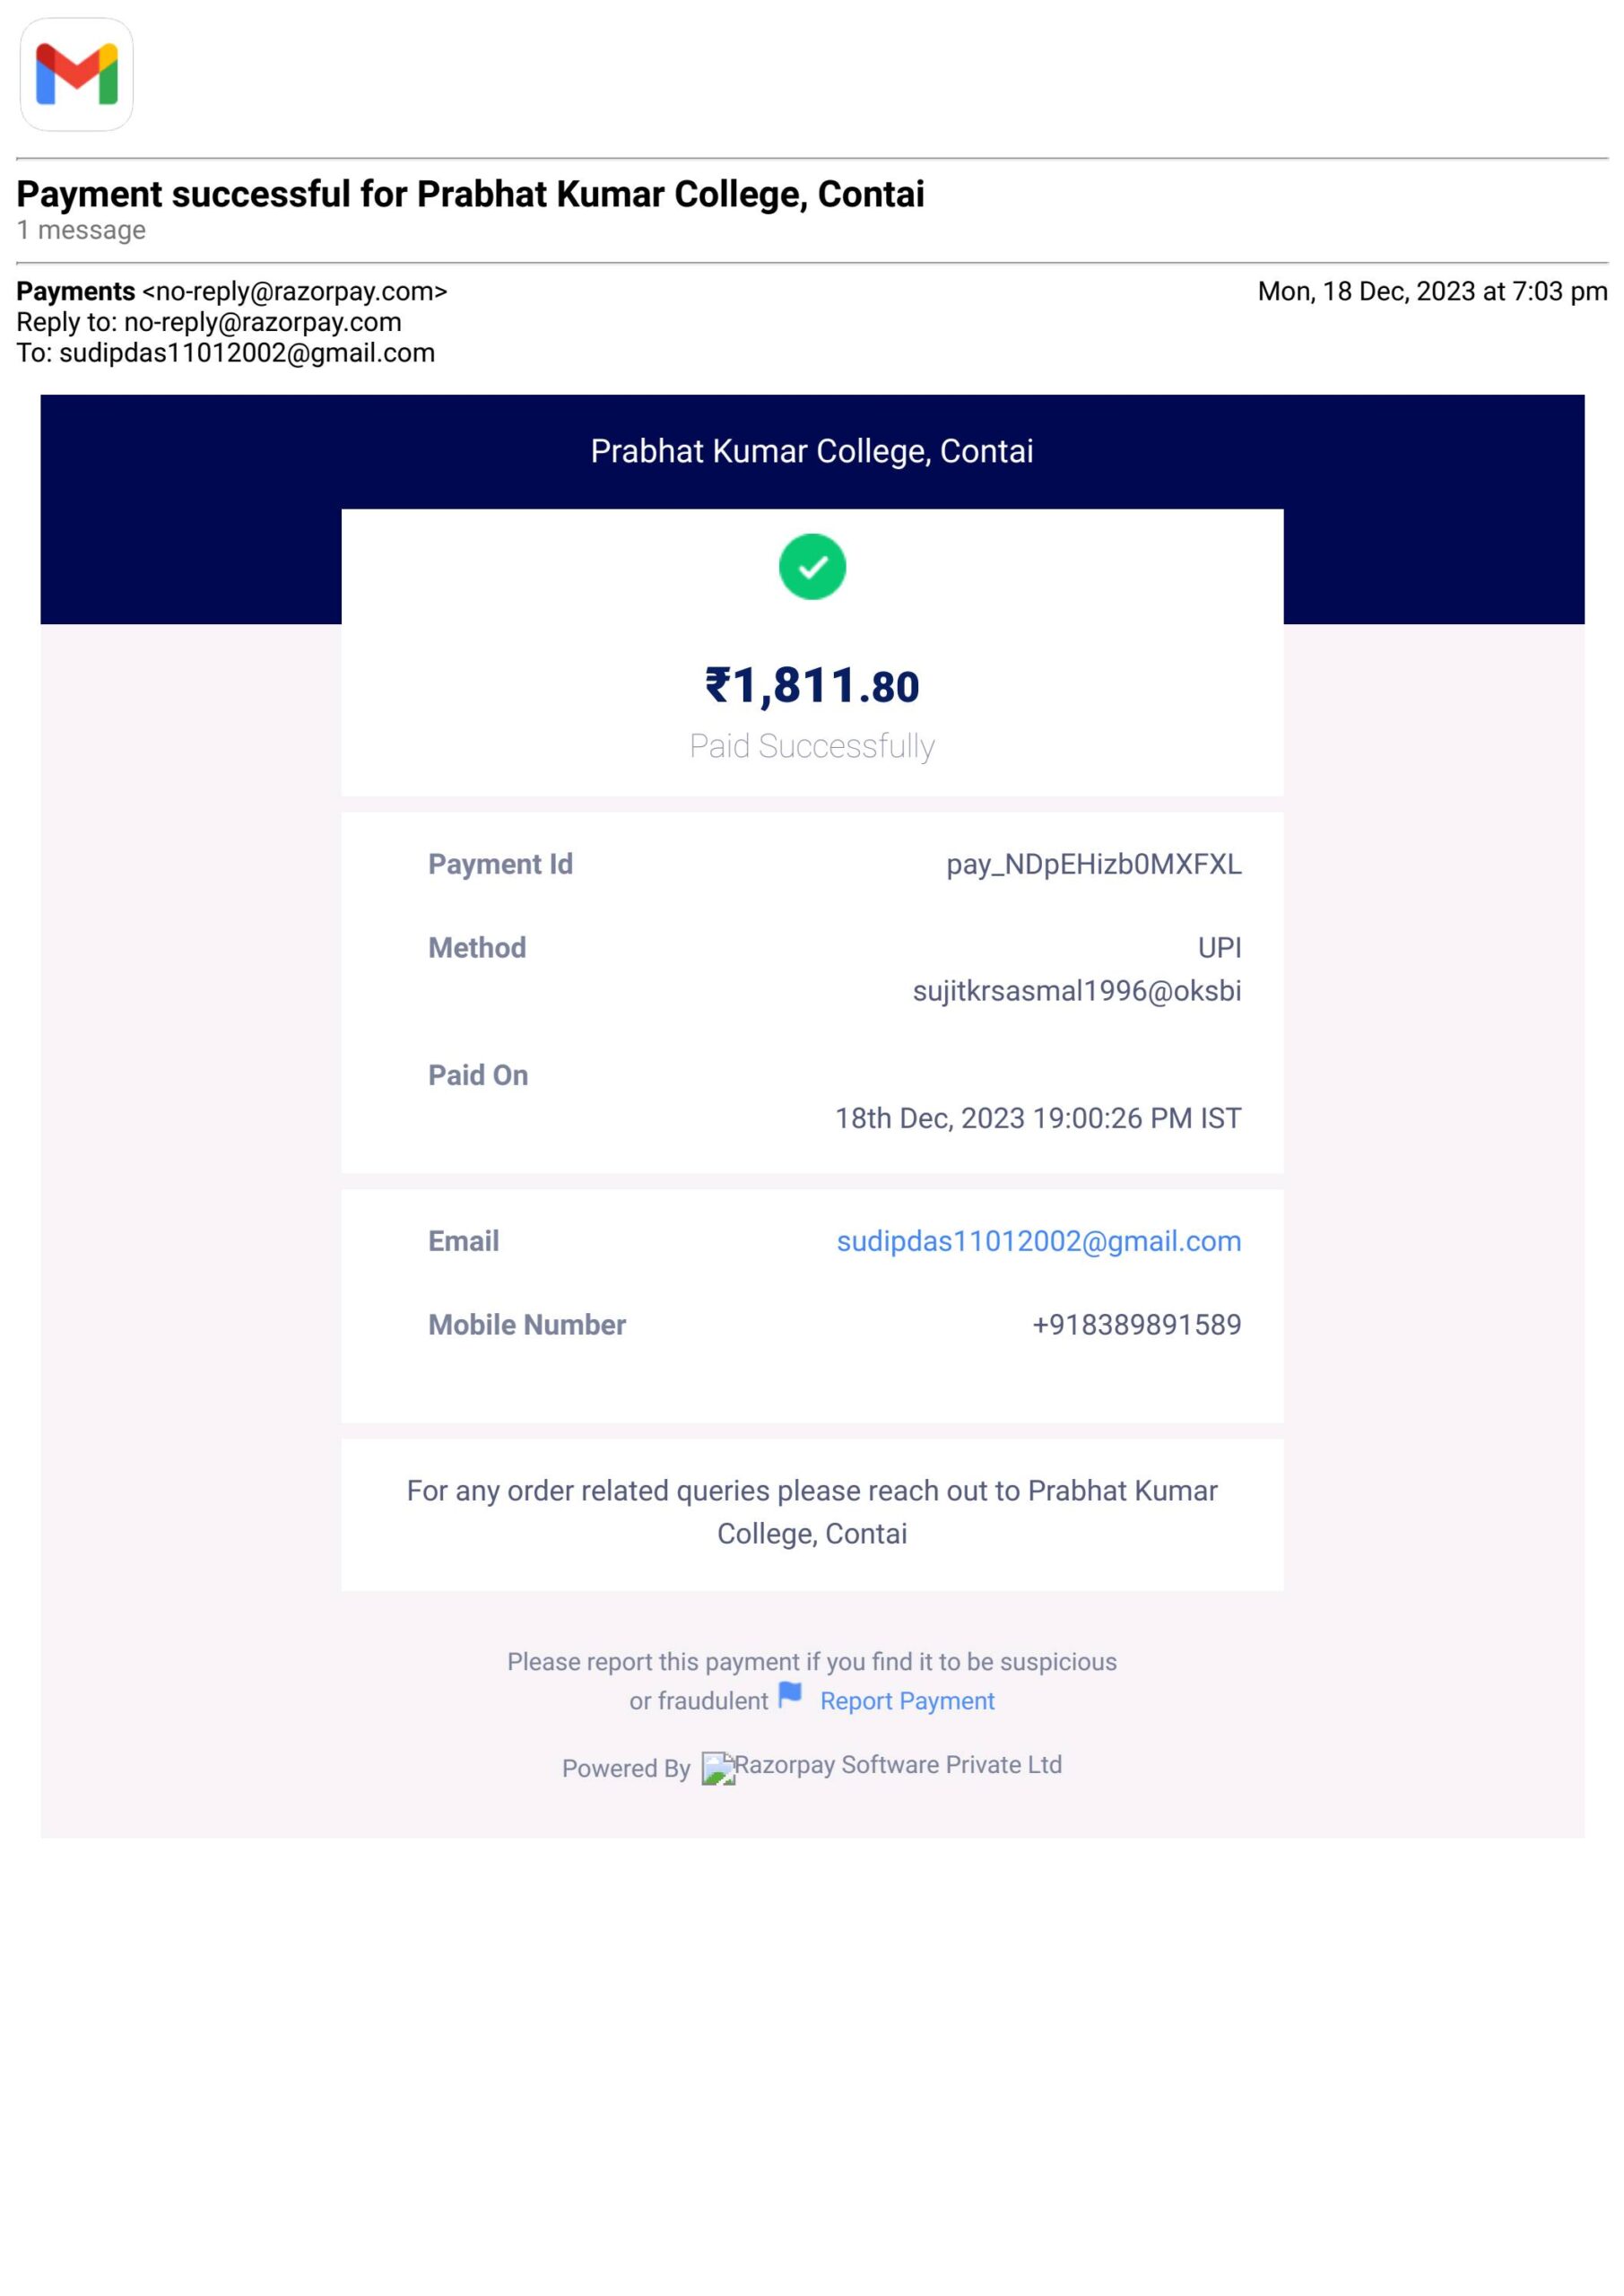 Payment successful for Prabhat Kumar College, Contai
1 message
Payments <no-reply@razorpay.com>
Mon, 18 Dec, 2023 at 7:03 pm
Reply to: no-reply@razorpay.com
To: sudipdas11012002@gmail.com
Prabhat Kumar College, Contai
₹1,811.80
Paid Successfully
Payment Id pay_NDpEHizb0MXFXL
Method UPI
sujitkrsasmal1996@oksbi
Paid On
18th Dec, 2023 19:00:26 PM IST
Email sudipdas11012002@gmail.com
Mobile Number +918389891589
For any order related queries please reach out to Prabhat Kumar
College, Contai
Please report this payment if you find it to be suspicious
or fraudulent Report Payment
Powered By Razorpay Software Private Ltd